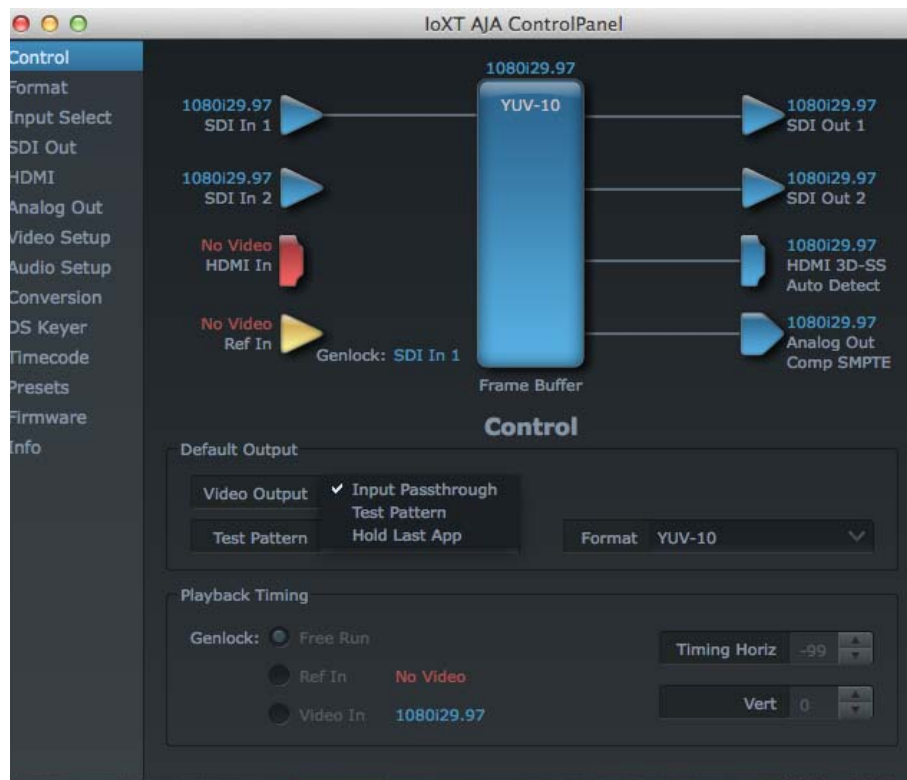 IoXT AJA ControlPanel
Control
Format
Input Select
SDI Out
HDMI
Analog Out
Video Setup
Audio Setup
Conversion
DS Keyer
Timecode
Presets
Firmware
Info
1080i29.97
YUV-10
1080i29.97
SDI In 1
1080i29.97
SDI In 2
No Video
HDMI In
No Video
Ref In
Genlock: SDI In 1
Frame Buffer
1080i29.97
SDI Out 1
1080i29.97
SDI Out 2
1080i29.97
HDMI 3D-SS
Auto Detect
1080i29.97
Analog Out
Comp SMPTE
Control
Default Output
Video Output
✓ Input Passthrough
Test Pattern
Hold Last App
Test Pattern
Format YUV-10
Playback Timing
Genlock: Free Run
Ref In No Video
Video In 1080i29.97
Timing Horiz -99
Vert 0